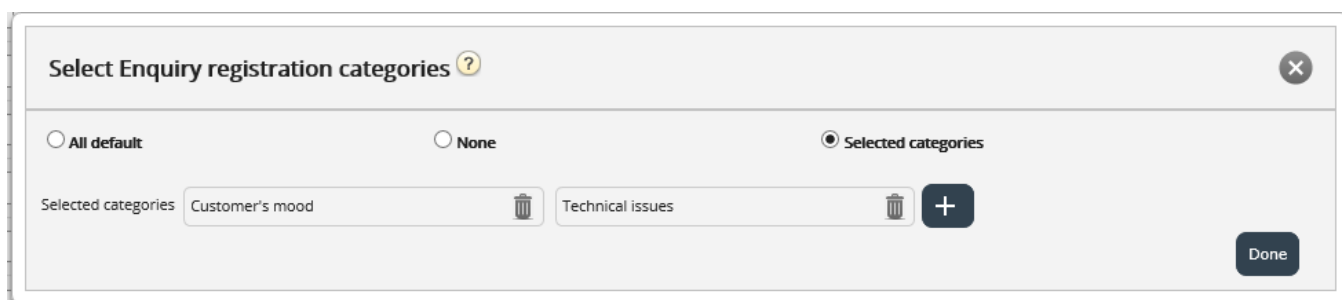 Select Enquiry registration categories ?
All default None Selected categories
Selected categories Customer's mood Technical issues +
Done